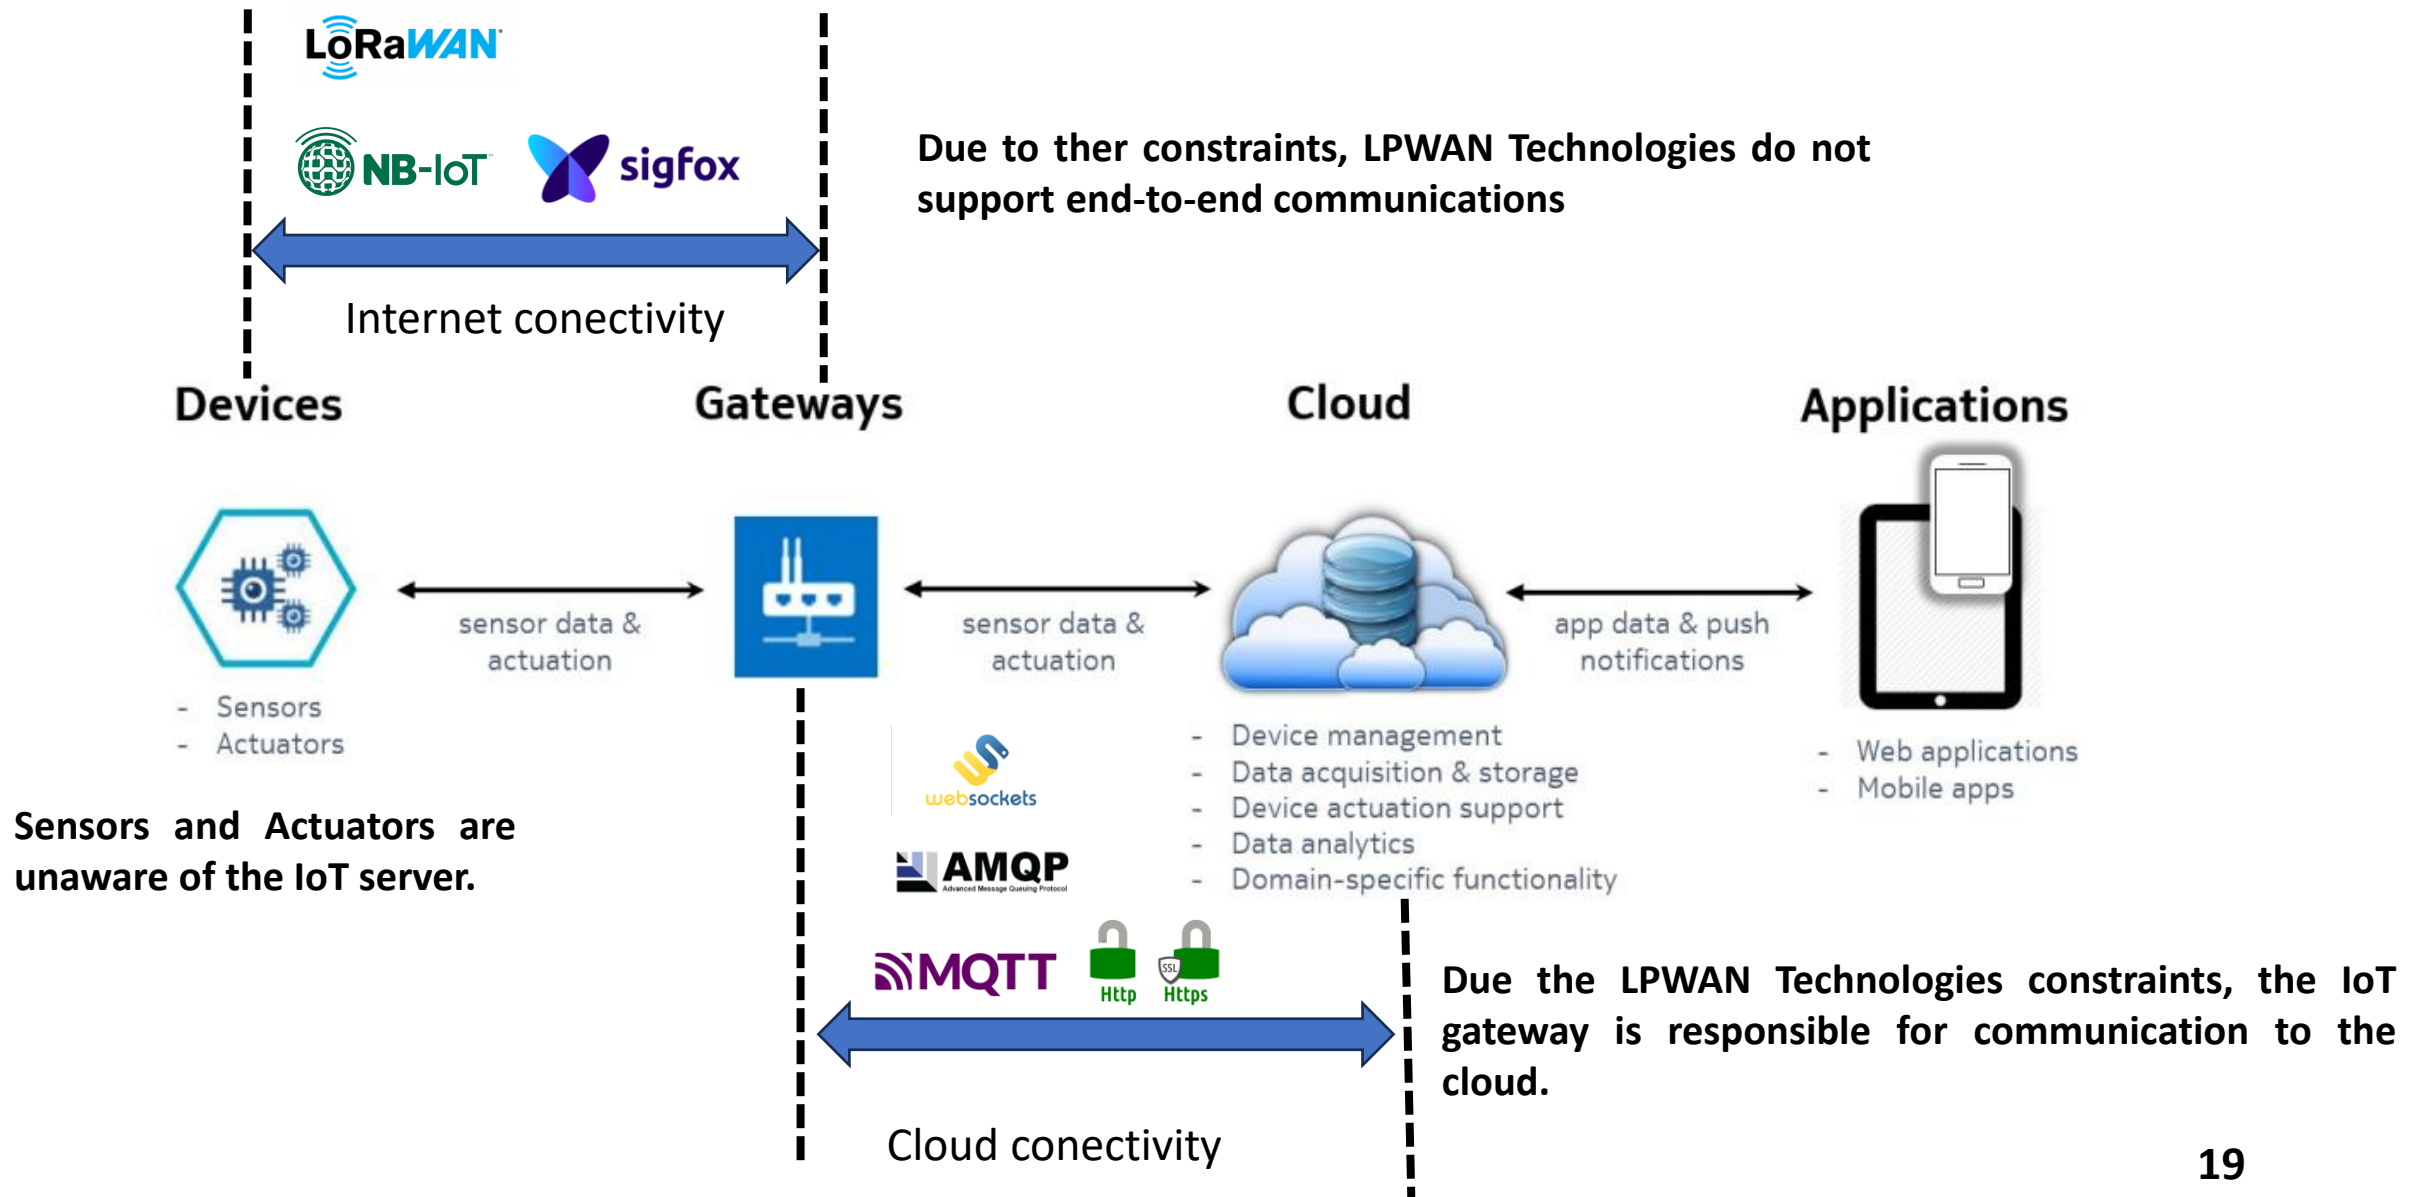 LoRaWAN
NB-IoT
sigfox
Due to ther constraints, LPWAN Technologies do not
support end-to-end communications
Internet conectivity
Devices
Gateways
Cloud
Applications
sensor data &
actuation
sensor data &
actuation
app data & push
notifications
- Sensors
- Actuators
Sensors and Actuators are
unaware of the IoT server.
websockets
AMQP
Advanced Message Queuing Protocol
MQTT
Http
SSL
Https
- Device management
- Data acquisition & storage
- Device actuation support
- Data analytics
- Domain-specific functionality
- Web applications
- Mobile apps
Due the LPWAN Technologies constraints, the IoT
gateway is responsible for communication to the
cloud.
Cloud conectivity
19